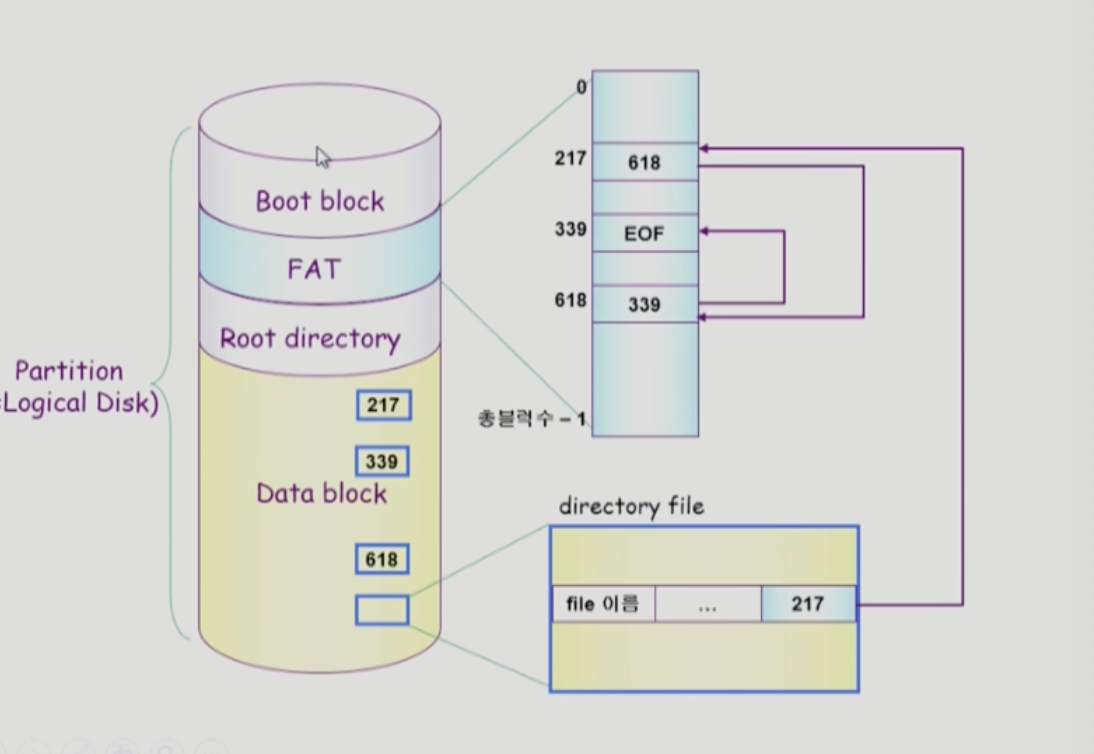 Boot block
FAT
Root directory
Partition
=Logical Disk)
217
339
Data block
618
0
217 618
339 EOF
618 339
총블럭수 – 1
directory file
file 이름 ... 217